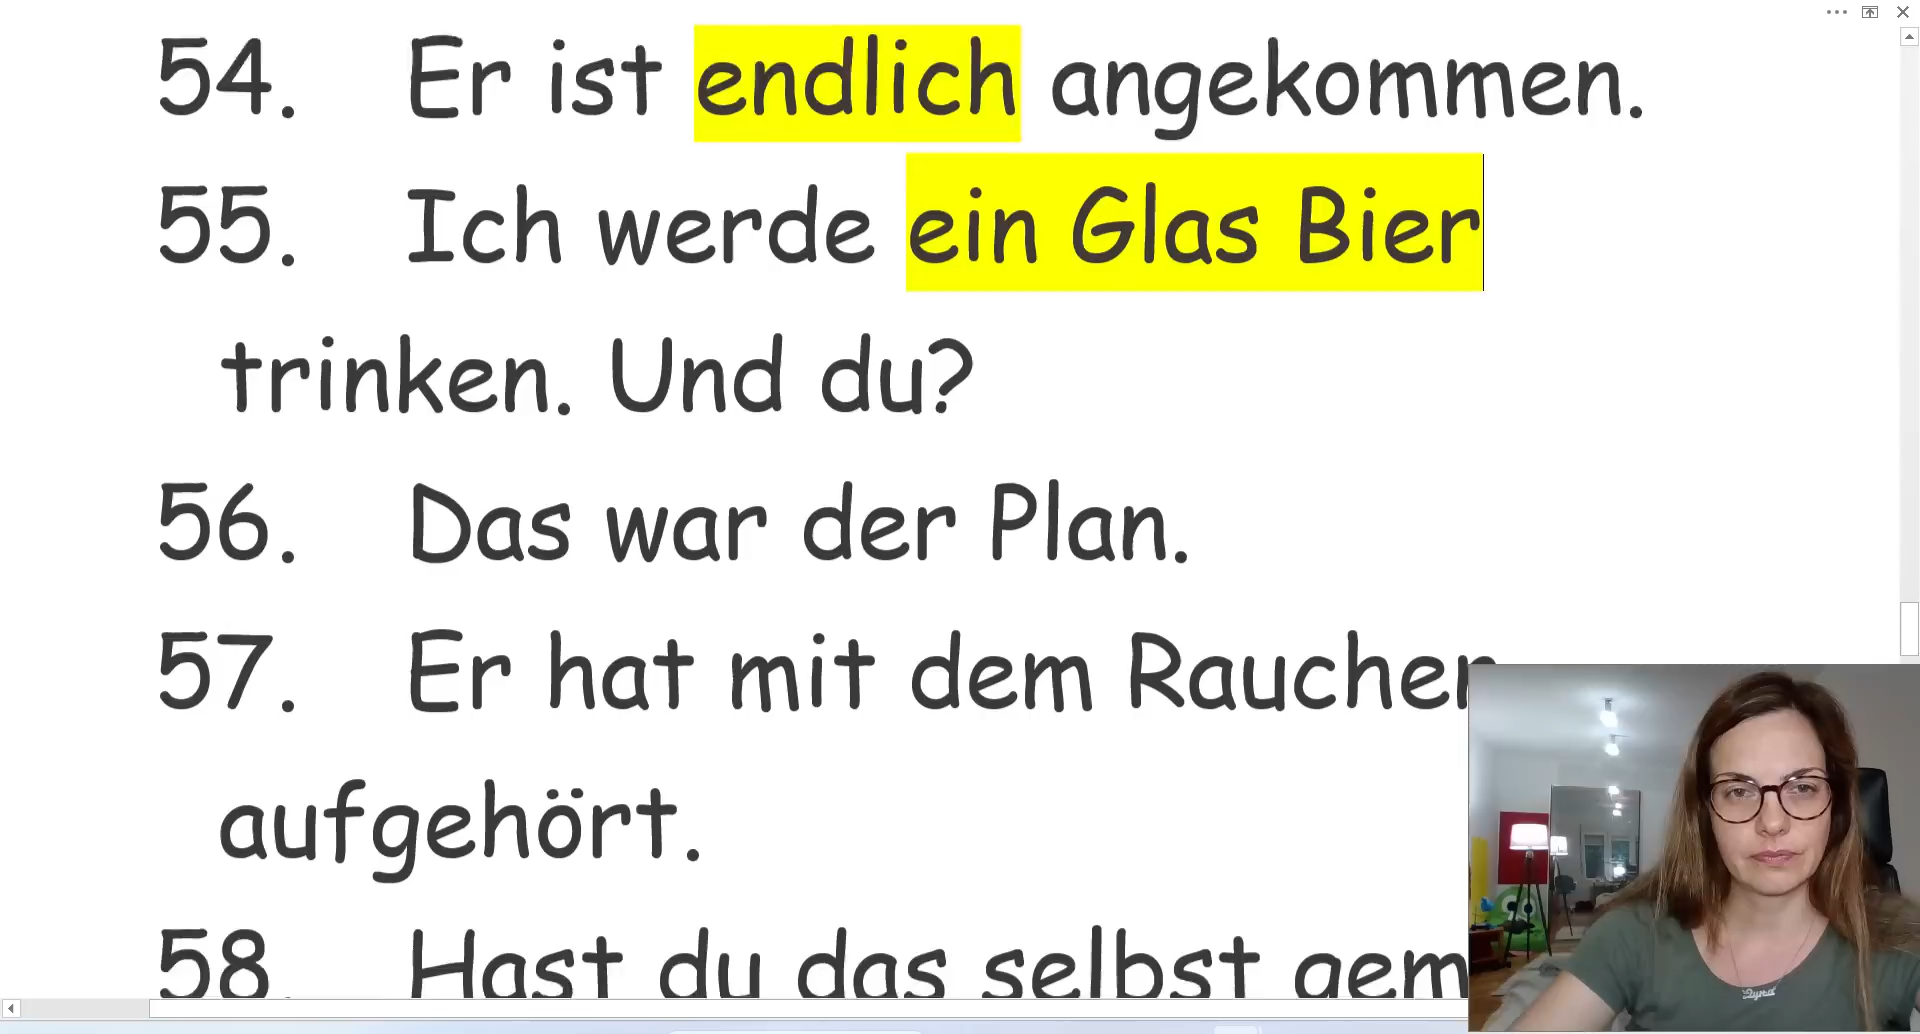 54. Er ist endlich angekommen.
55. Ich werde ein Glas Bier
trinken. Und du?
56. Das war der Plan.
57. Er hat mit dem Rauchen
aufgehört.
58. Hast du das selbst gem